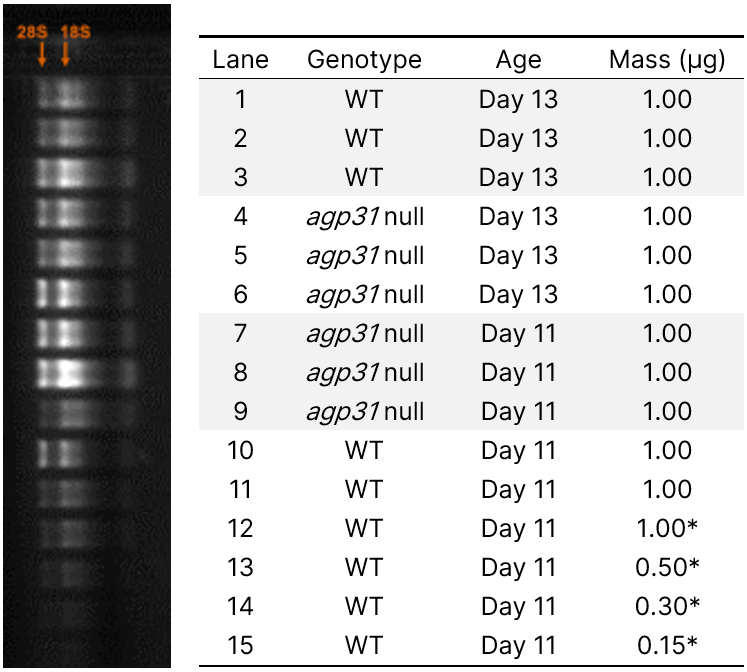 28S 18S
Lane Genotype Age Mass (µg)
1 WT Day 13 1.00
2 WT Day 13 1.00
3 WT Day 13 1.00
4 agp31 null Day 13 1.00
5 agp31 null Day 13 1.00
6 agp31 null Day 13 1.00
7 agp31 null Day 11 1.00
8 agp31 null Day 11 1.00
9 agp31 null Day 11 1.00
10 WT Day 11 1.00
11 WT Day 11 1.00
12 WT Day 11 1.00*
13 WT Day 11 0.50*
14 WT Day 11 0.30*
15 WT Day 11 0.15*